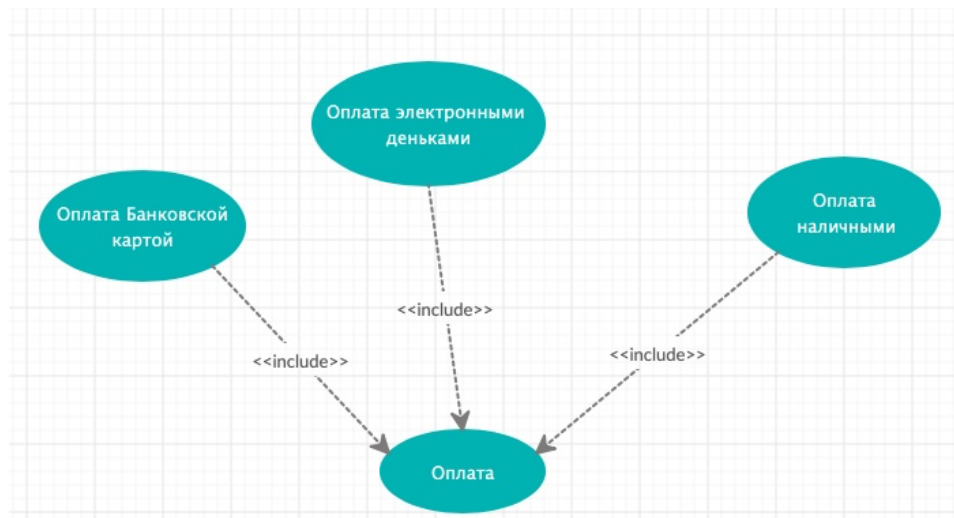 Оплата электронными
деньками
Оплата Банковской
картой
Оплата
наличными
<<include>>
<<include>>
<<include>>
Оплата